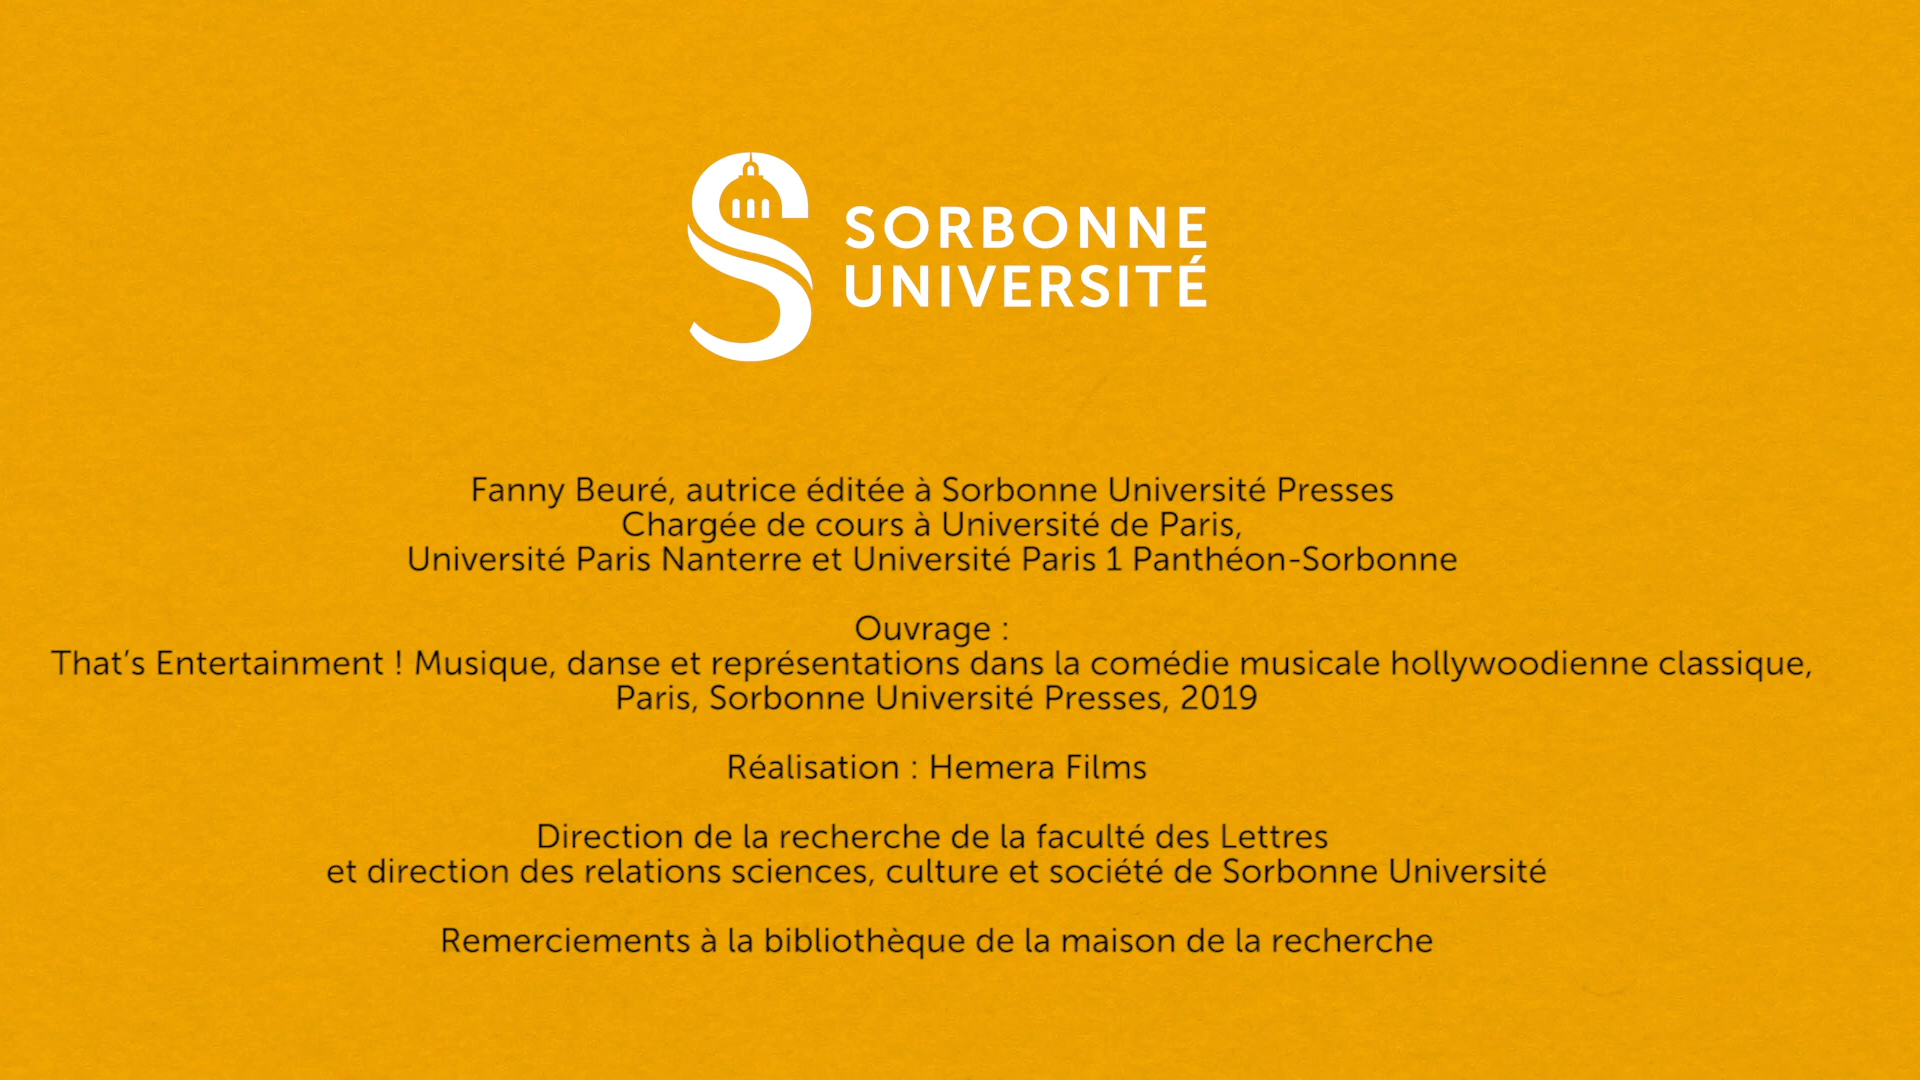 SORBONNE
UNIVERSITÉ
Fanny Beuré, autrice éditée à Sorbonne Université Presses
Chargée de cours à Université de Paris,
Université Paris Nanterre et Université Paris 1 Panthéon-Sorbonne
Ouvrage :
That’s Entertainment ! Musique, danse et représentations dans la comédie musicale hollywoodienne classique,
Paris, Sorbonne Université Presses, 2019
Réalisation : Hemera Films
Direction de la recherche de la faculté des Lettres
et direction des relations sciences, culture et société de Sorbonne Université
Remerciements à la bibliothèque de la maison de la recherche